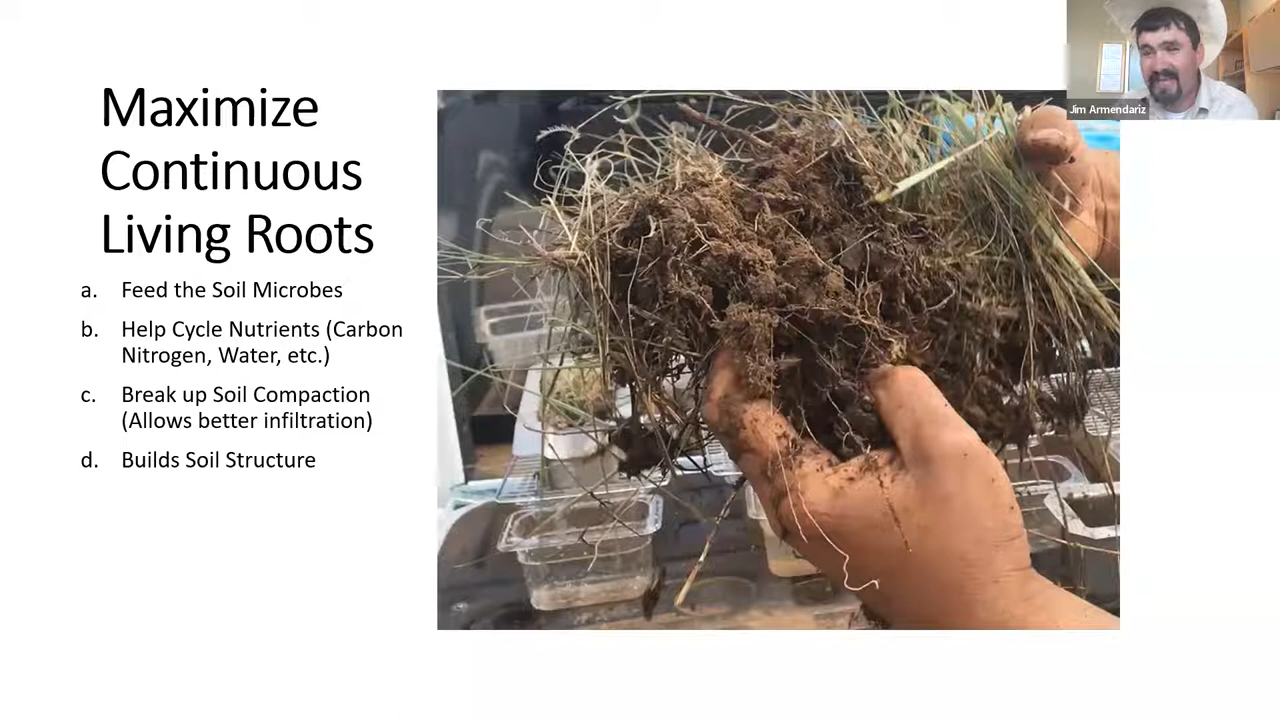 Maximize
Continuous
Living Roots
a. Feed the Soil Microbes
b. Help Cycle Nutrients (Carbon
Nitrogen, Water, etc.)
c. Break up Soil Compaction
(Allows better infiltration)
d. Builds Soil Structure
Jim Armendariz